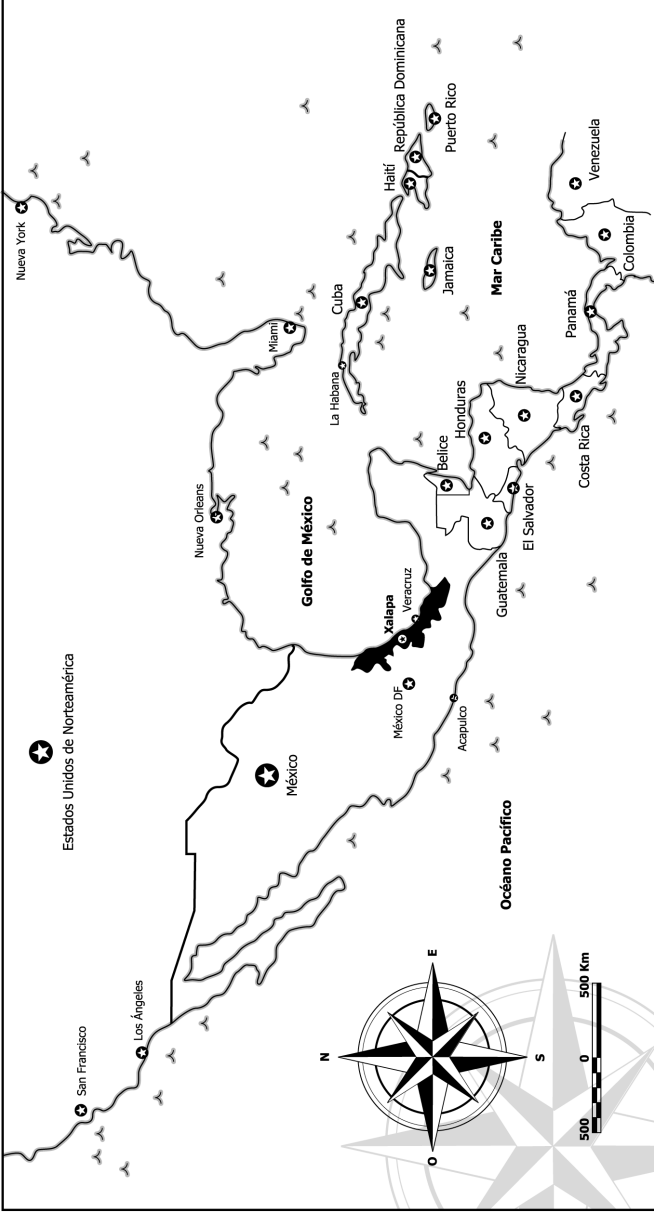 Nueva York
San Francisco
Los Ángeles
Estados Unidos de Norteamérica
Nueva Orleans
Miami
México
Golfo de México
La Habana
Cuba
Haití
República Dominicana
Puerto Rico
Jamaica
Mar Caribe
México DF
Xalapa
Veracruz
Acapulco
Belice
Honduras
Guatemala
El Salvador
Nicaragua
Costa Rica
Panamá
Colombia
Venezuela
Océano Pacífico
N
O
E
S
500 0 500 Km